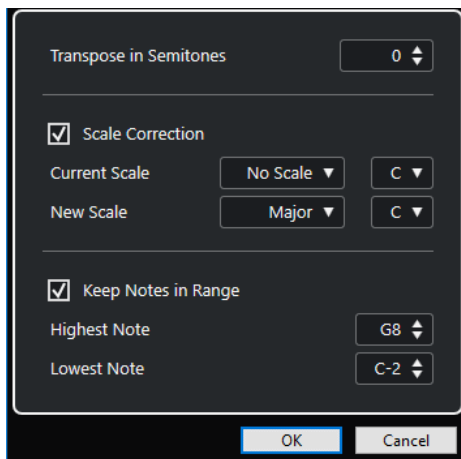 Transpose in Semitones 0
Scale Correction
Current Scale No Scale C
New Scale Major C
Keep Notes in Range
Highest Note G8
Lowest Note C-2
OK Cancel